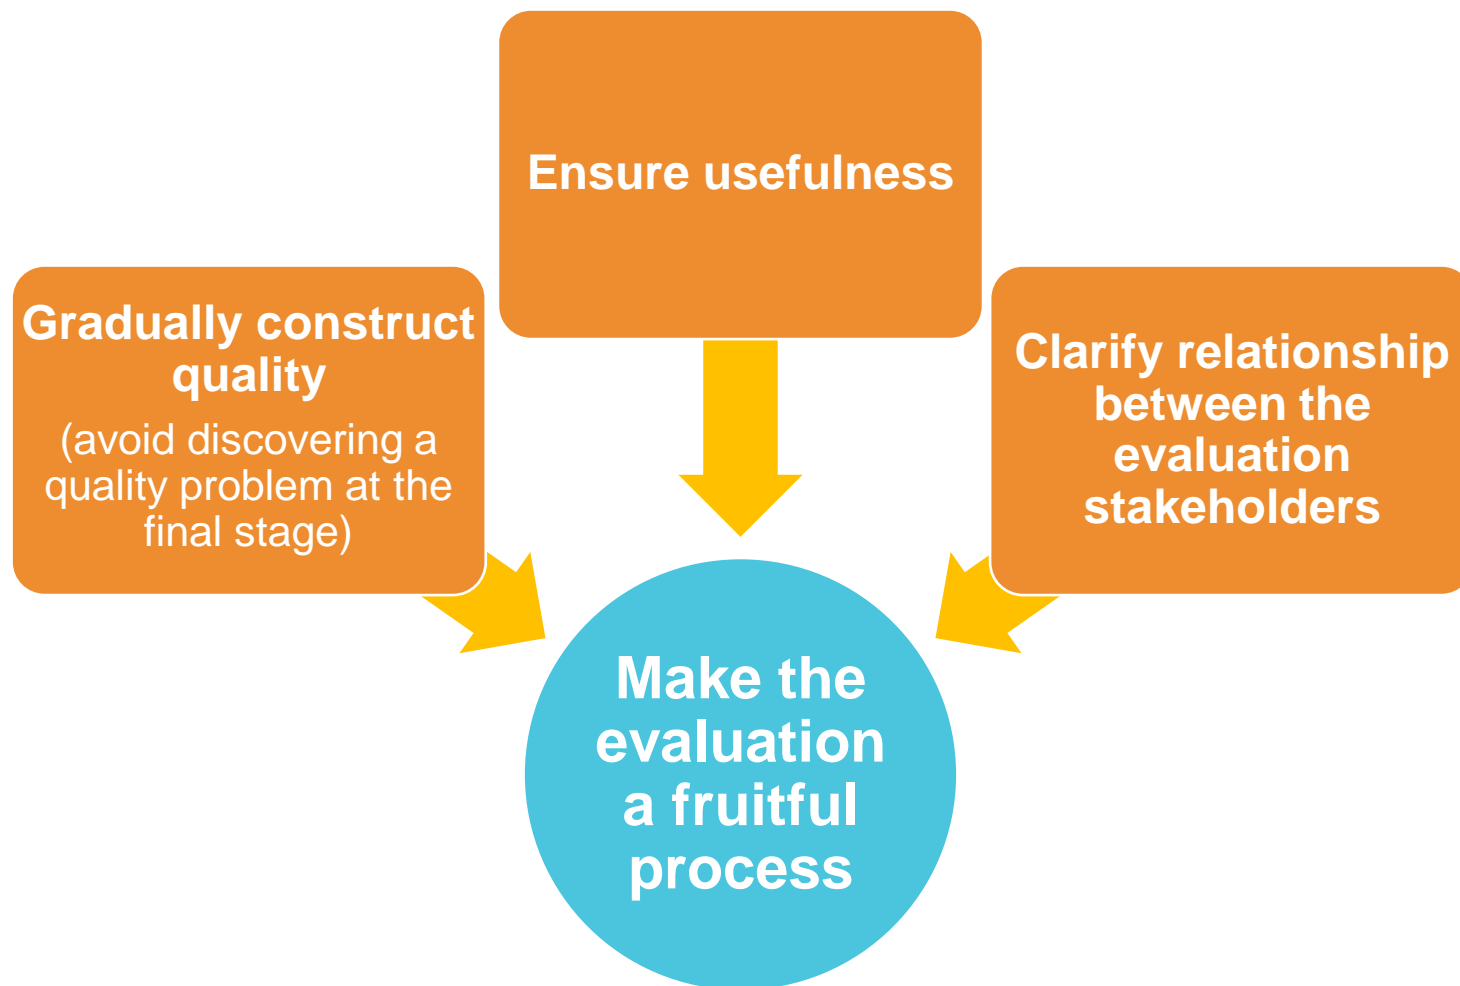 Ensure usefulness
Gradually construct
quality
(avoid discovering a
quality problem at the
final stage)
Clarify relationship
between the
evaluation
stakeholders
Make the
evaluation
a fruitful
process